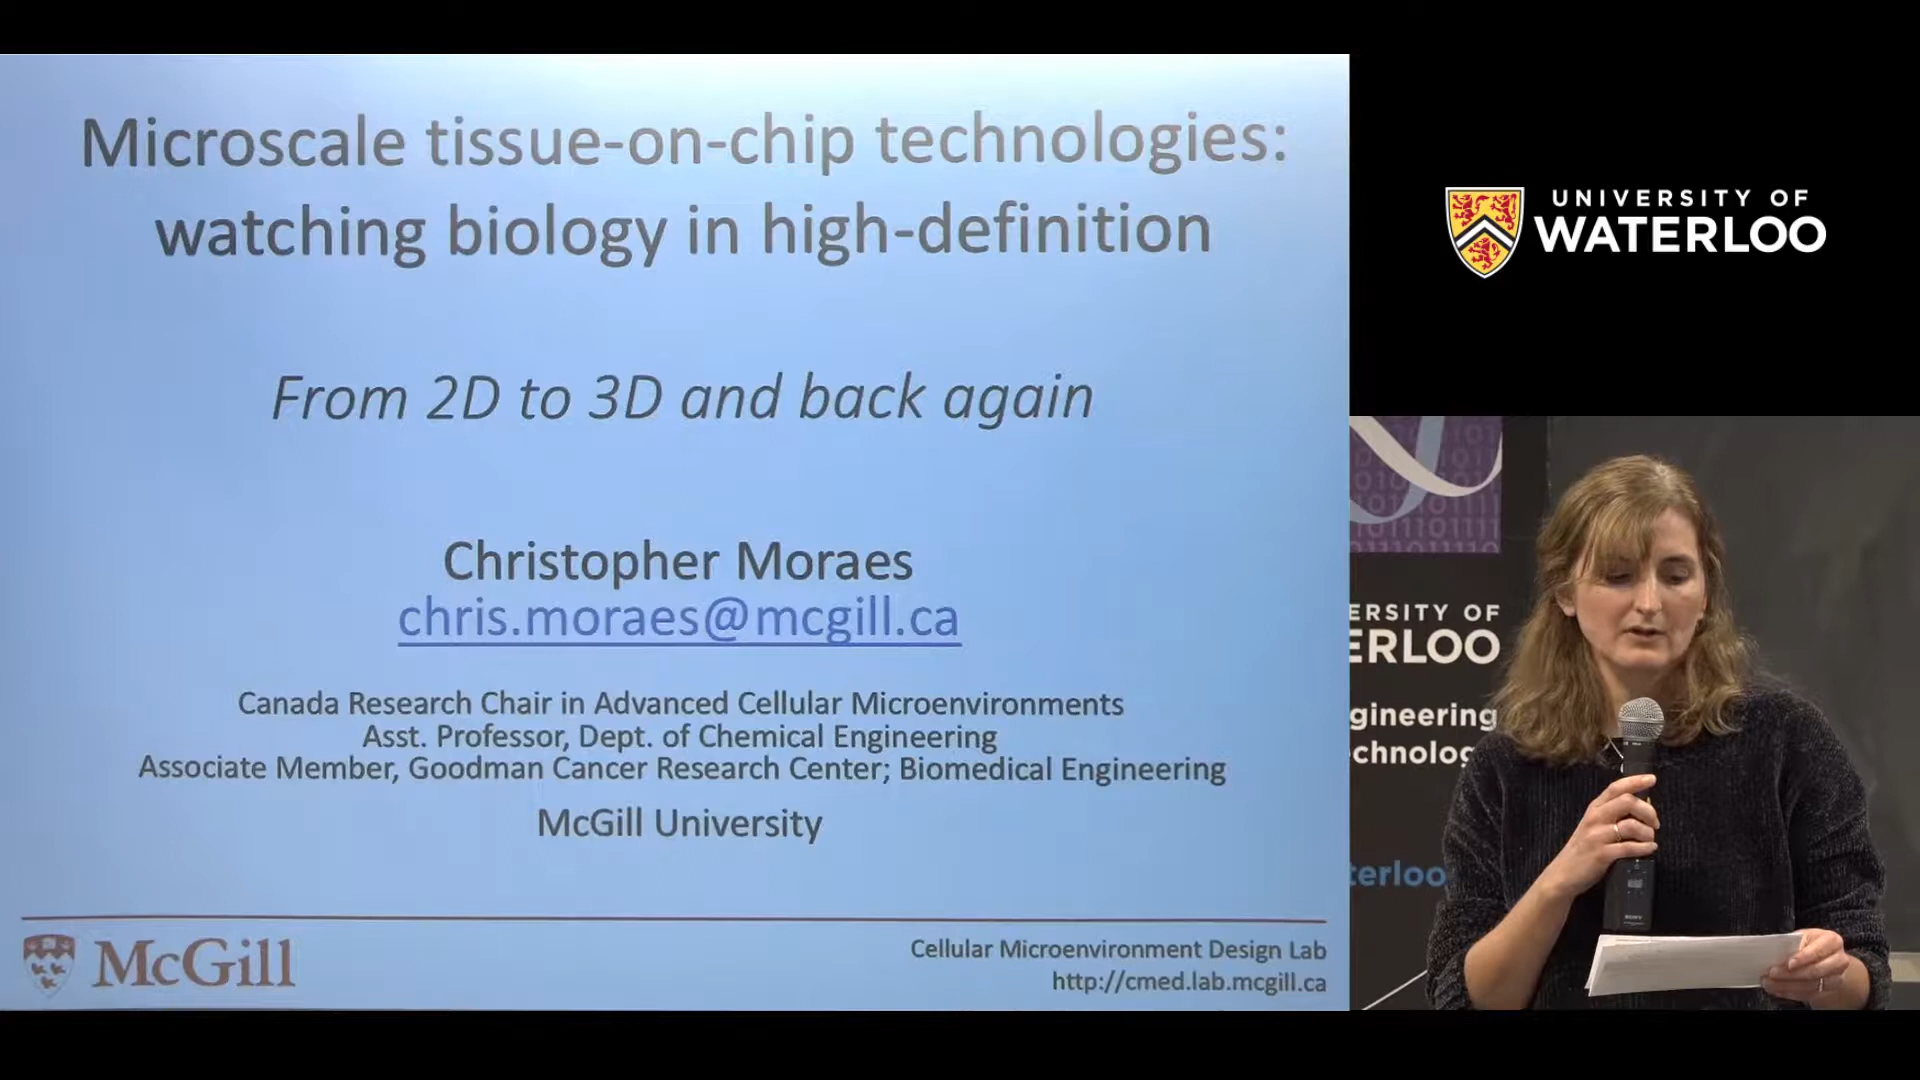 Microscale tissue-on-chip technologies:
watching biology in high-definition
From 2D to 3D and back again
Christopher Moraes
chris.moraes@mcgill.ca
Canada Research Chair in Advanced Cellular Microenvironments
Asst. Professor, Dept. of Chemical Engineering
Associate Member, Goodman Cancer Research Center; Biomedical Engineering
McGill University
McGill
Cellular Microenvironment Design Lab
http://cmed.lab.mcgill.ca
UNIVERSITY OF
WATERLOO
ERSITY OF
ERLOO
gineering
echnolog
terloo
SONY